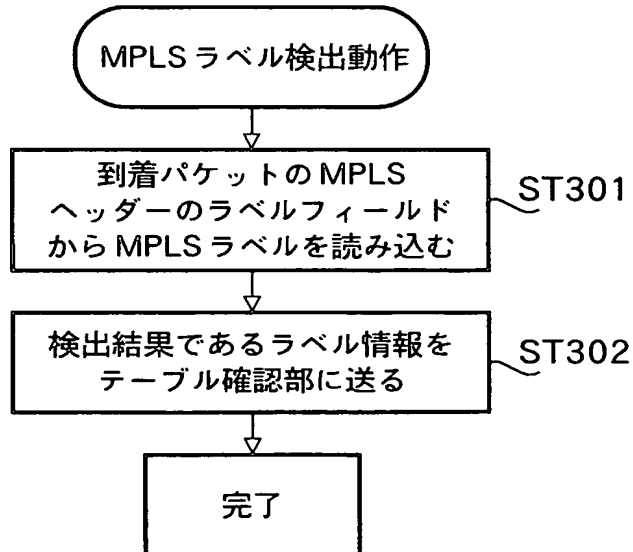 MPLSラベル検出動作
到着パケットのMPLS
ヘッダーのラベルフィールド
からMPLSラベルを読み込む
ST301
検出結果であるラベル情報を
テーブル確認部に送る
ST302
完了